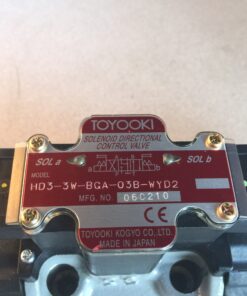 TOYOOKI
SOLENOID DIRECTIONAL
CONTROL VALVE
SOL a
SOL b
MODEL
HD3-3W-BGA-03B-WYD2
MFG. NO 06C210
CE
TOYOOKI KOGYO CO., LTD.
MADE IN JAPAN